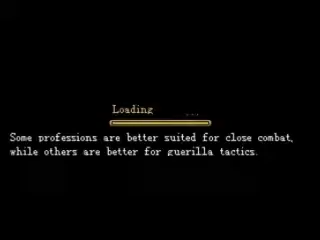 Loading
Some professions are better suited for close combat,
while others are better for guerilla tactics.